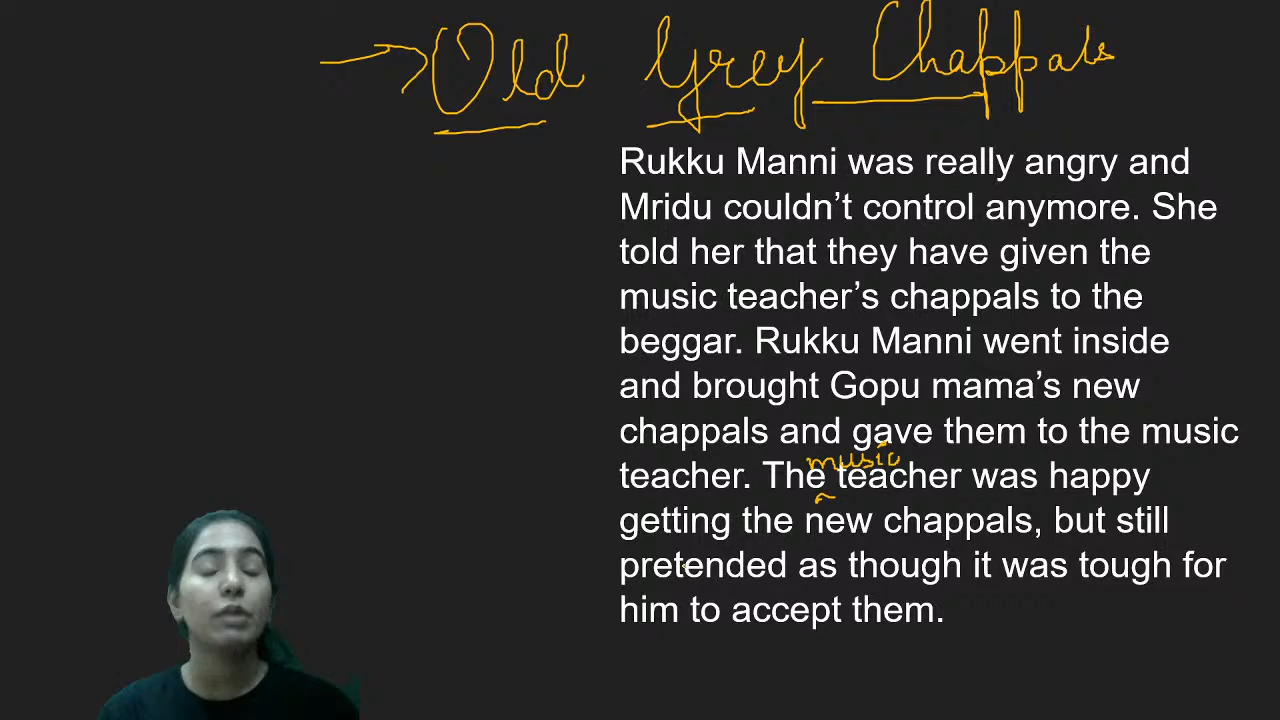 Old Grey Chappals
Rukku Manni was really angry and
Mridu couldn’t control anymore. She
told her that they have given the
music teacher’s chappals to the
beggar. Rukku Manni went inside
and brought Gopu mama’s new
chappals and gave them to the music
music
teacher. The teacher was happy
getting the new chappals, but still
pretended as though it was tough for
him to accept them.